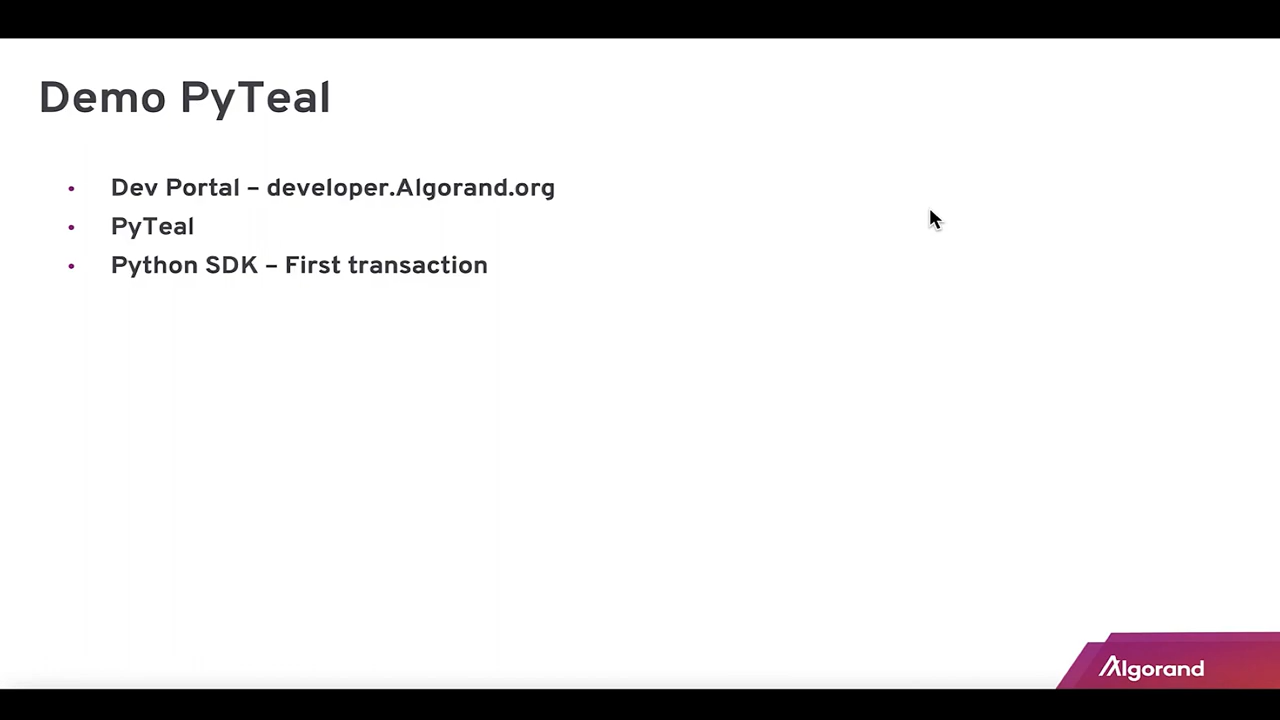 Demo PyTeal
• Dev Portal – developer.Algorand.org
• PyTeal
• Python SDK – First transaction
Algorand